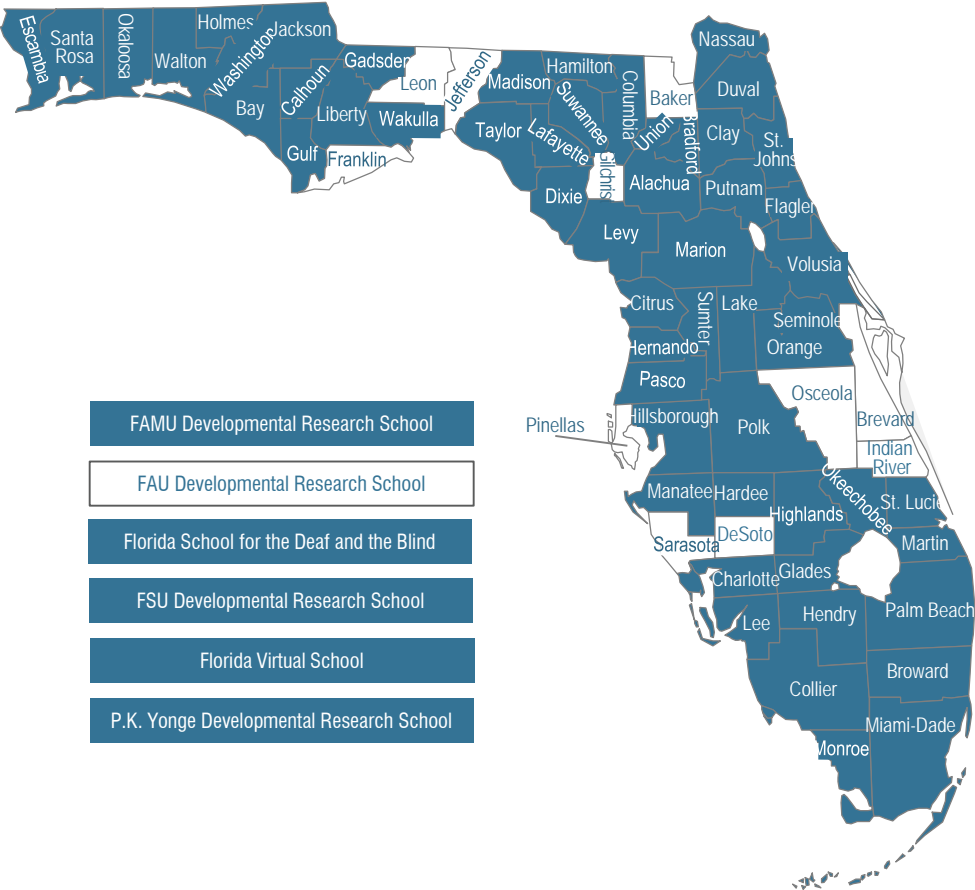 Escambia
Santa
Rosa
Okaloosa
Walton
Holmes
Washington
Jackson
Bay
Calhoun
Gulf
Liberty
Gadsden
Franklin
Leon
Wakulla
Jefferson
Madison
Taylor
Hamilton
Suwannee
Lafayette
Dixie
Columbia
Gilchris
Baker
Union
Bradford
Alachua
Levy
Nassau
Duval
Clay
St.
Johns
Putnam
Flagler
Marion
Volusia
Citrus
Sumter
Lake
Seminole
Orange
Hernando
Pasco
Pinellas
Hillsborough
Polk
Osceola
Brevard
Indian
River
Manatee
Hardee
Highlands
Okeechobee
St. Lucie
Sarasota
DeSoto
Martin
Charlotte
Glades
Lee
Hendry
Palm Beach
Collier
Broward
Miami-Dade
Monroe
FAMU Developmental Research School
FAU Developmental Research School
Florida School for the Deaf and the Blind
FSU Developmental Research School
Florida Virtual School
P.K. Yonge Developmental Research School